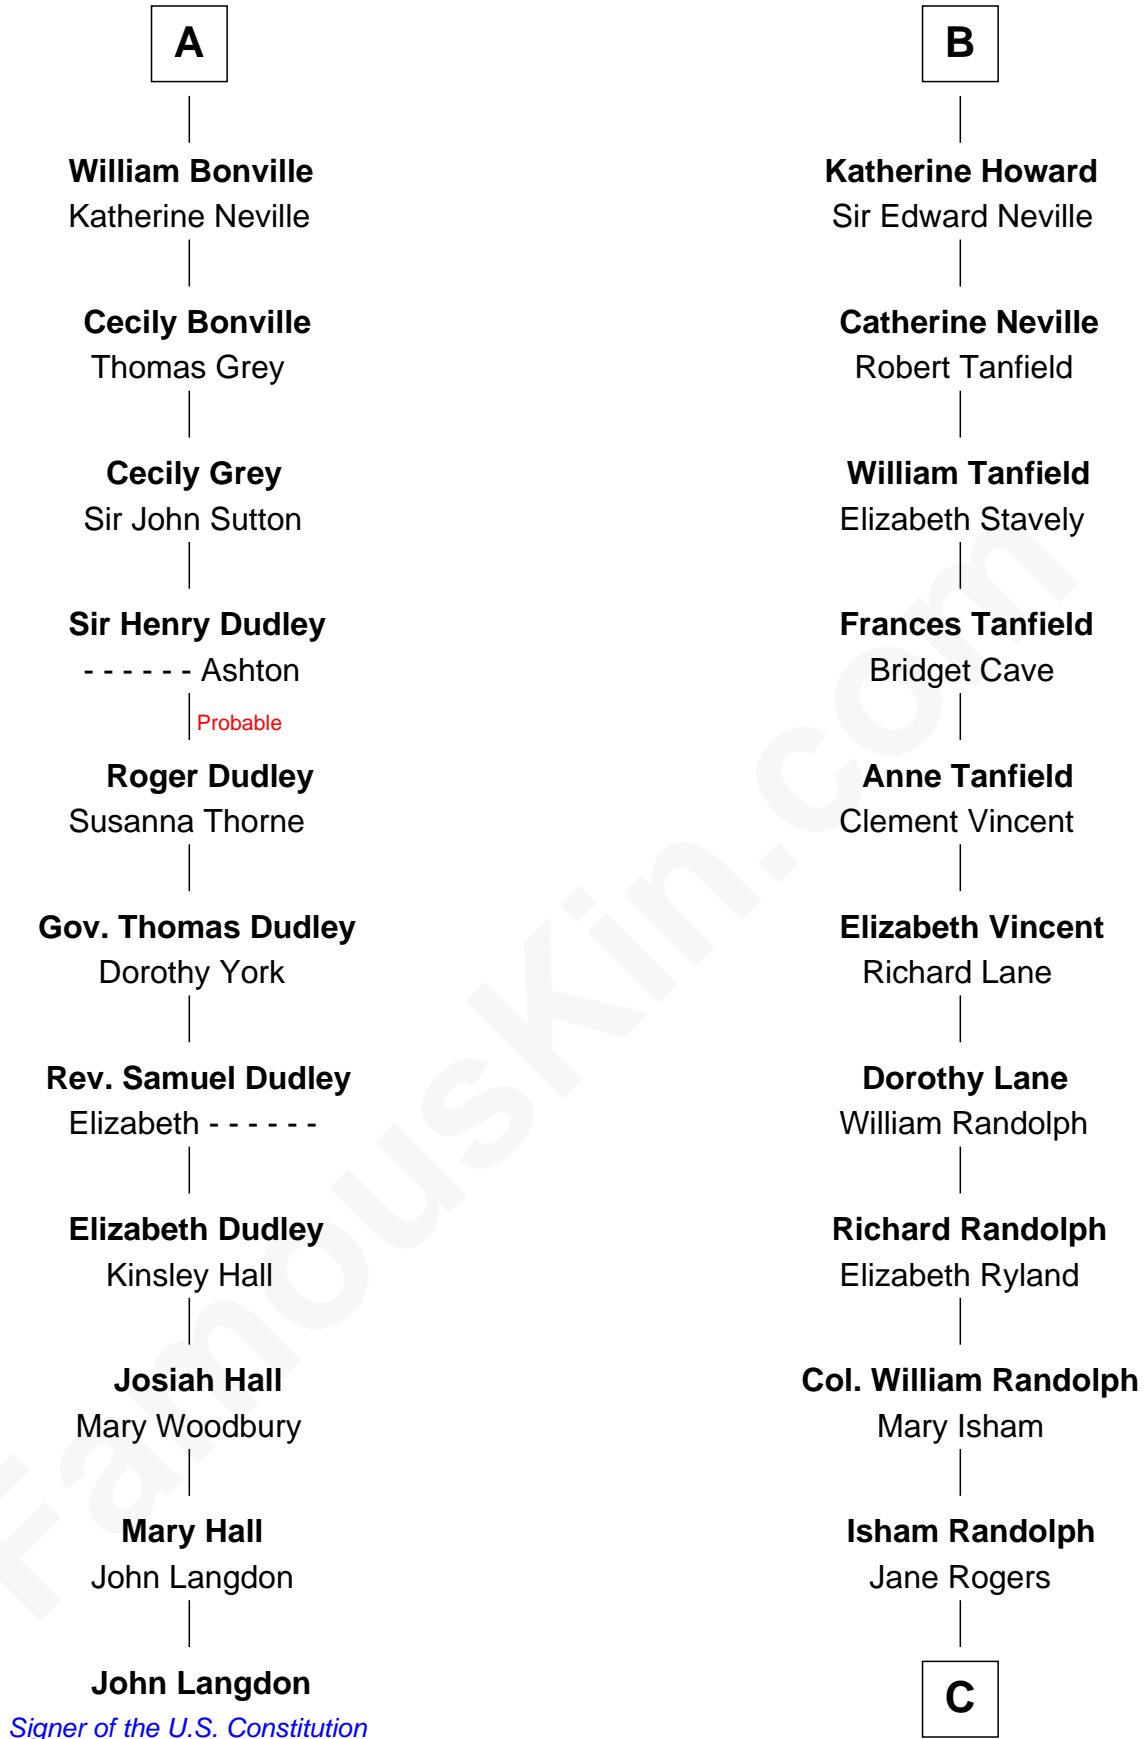 A
William Bonville
Katherine Neville
Cecily Bonville
Thomas Grey
Cecily Grey
Sir John Sutton
Sir Henry Dudley
- - - - - - Ashton
Probable
Roger Dudley
Susanna Thorne
Gov. Thomas Dudley
Dorothy York
Rev. Samuel Dudley
Elizabeth - - - - - -
Elizabeth Dudley
Kinsley Hall
Josiah Hall
Mary Woodbury
Mary Hall
John Langdon
John Langdon
Signer of the U.S. Constitution
B
Katherine Howard
Sir Edward Neville
Catherine Neville
Robert Tanfield
William Tanfield
Elizabeth Stavely
Frances Tanfield
Bridget Cave
Anne Tanfield
Clement Vincent
Elizabeth Vincent
Richard Lane
Dorothy Lane
William Randolph
Richard Randolph
Elizabeth Ryland
Col. William Randolph
Mary Isham
Isham Randolph
Jane Rogers
C
FamousKin.com